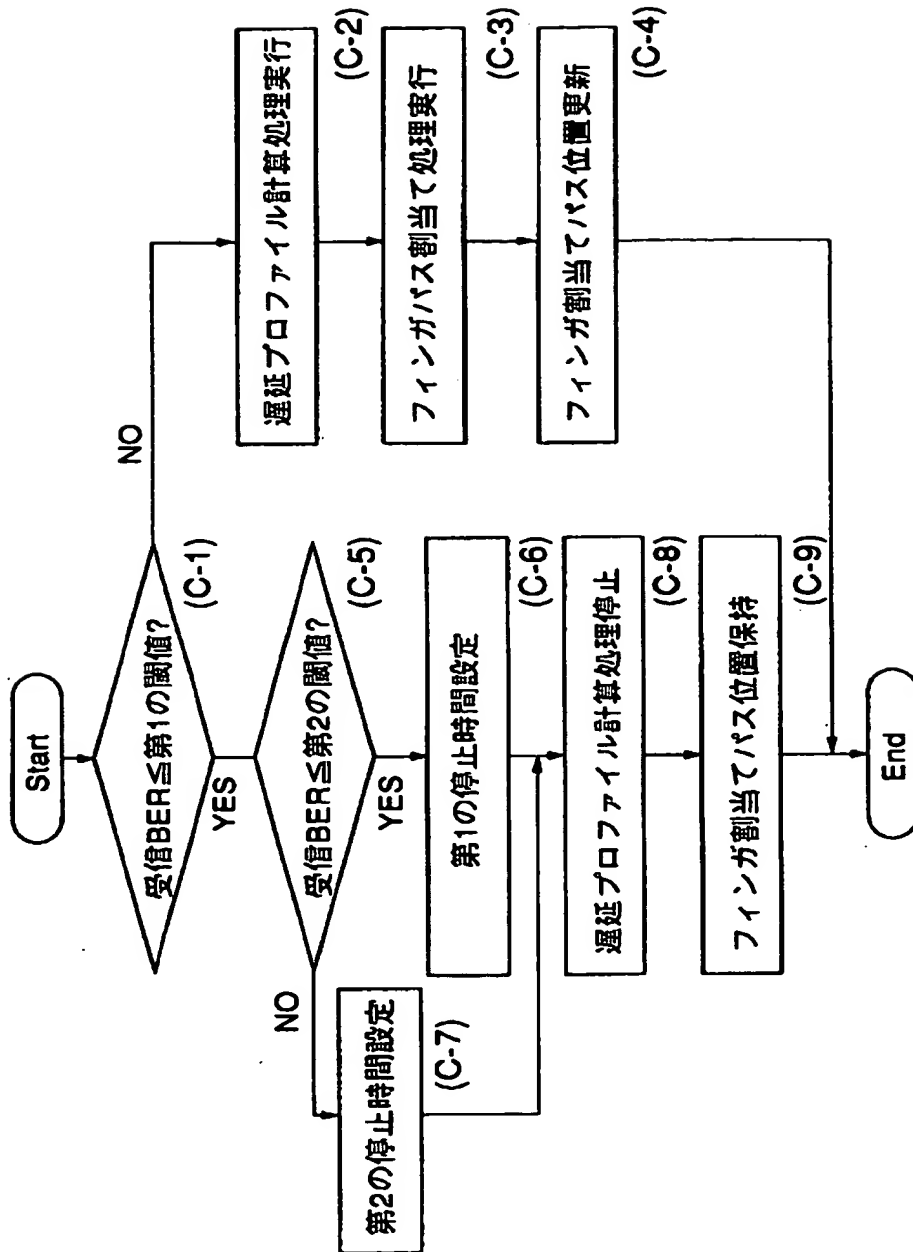 Start
受信BER≦第1の閾値?
(C-1)
NO
YES
遅延プロファイル計算処理実行
(C-2)
フィンガパス割当て処理実行
(C-3)
フィンガ割当てパス位置更新
(C-4)
受信BER≦第2の閾値?
(C-5)
NO
YES
第1の停止時間設定
(C-6)
第2の停止時間設定
(C-7)
遅延プロファイル計算処理停止
(C-8)
フィンガ割当てパス位置保持
(C-9)
End